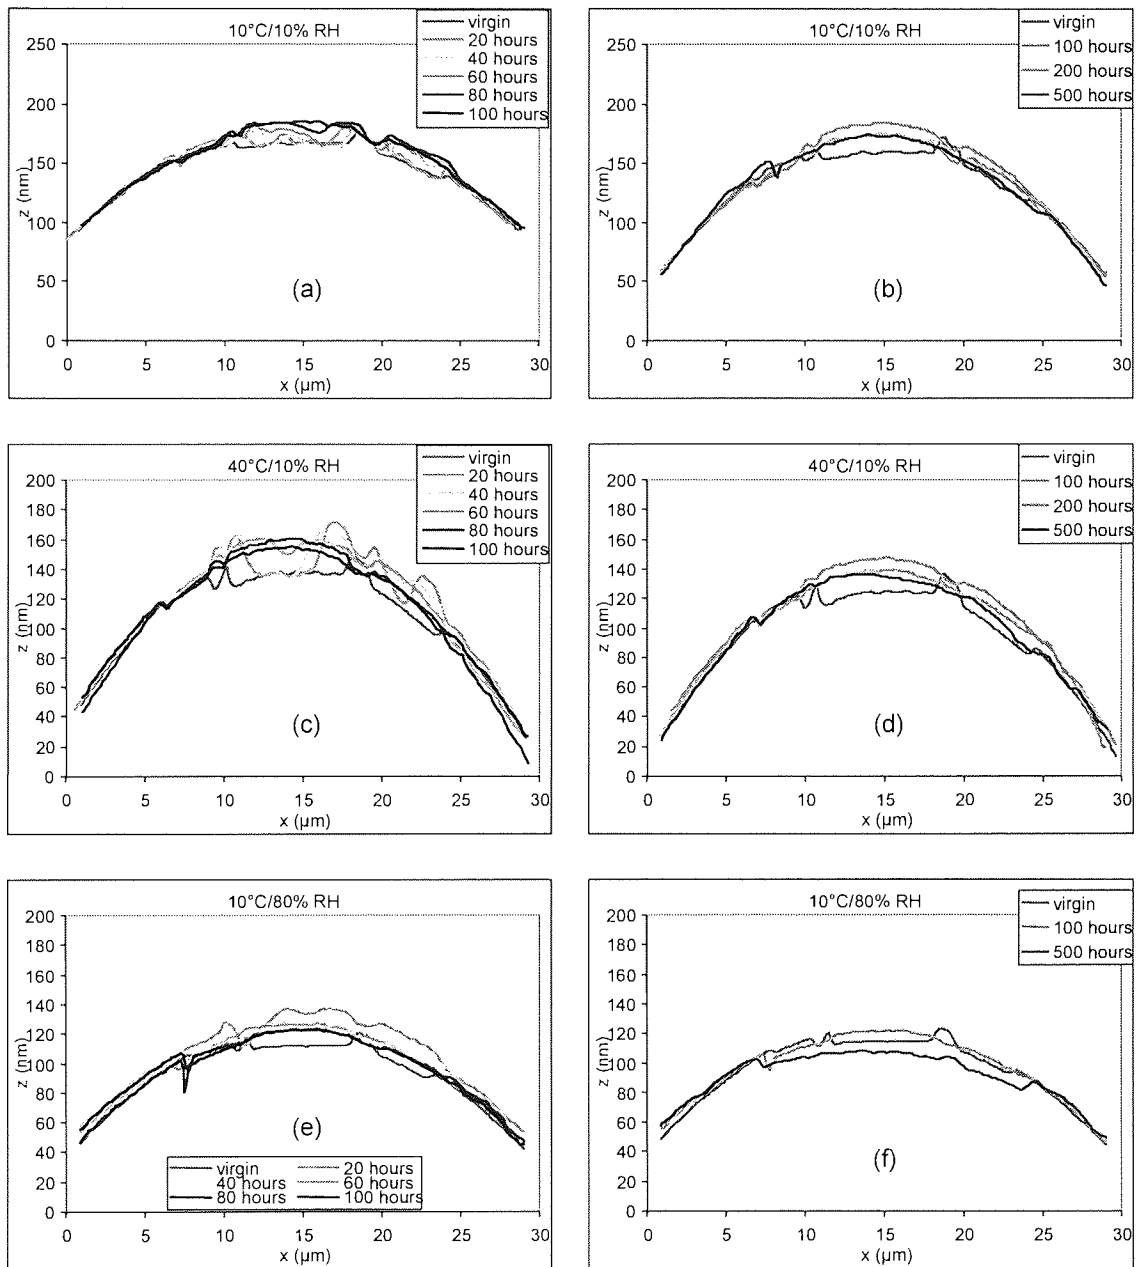 10°C/10% RH
virgin
20 hours
40 hours
60 hours
80 hours
100 hours
250
200
150
100
50
0
z (nm)
(a)
0 5 10 15 20 25 30
x (µm)
10°C/10% RH
virgin
100 hours
200 hours
500 hours
250
200
150
100
50
0
z (nm)
(b)
0 5 10 15 20 25 30
x (µm)
40°C/10% RH
virgin
20 hours
40 hours
60 hours
80 hours
100 hours
200
180
160
140
120
100
80
60
40
20
0
z (nm)
(c)
0 5 10 15 20 25 30
x (µm)
40°C/10% RH
virgin
100 hours
200 hours
500 hours
200
180
160
140
120
100
80
60
40
20
0
z (nm)
(d)
0 5 10 15 20 25 30
x (µm)
10°C/80% RH
200
180
160
140
120
100
80
60
40
20
0
z (nm)
(e)
virgin 20 hours
40 hours 60 hours
80 hours 100 hours
0 5 10 15 20 25 30
x (µm)
10°C/80% RH
virgin
100 hours
500 hours
200
180
160
140
120
100
80
60
40
20
0
z (nm)
(f)
0 5 10 15 20 25 30
x (µm)